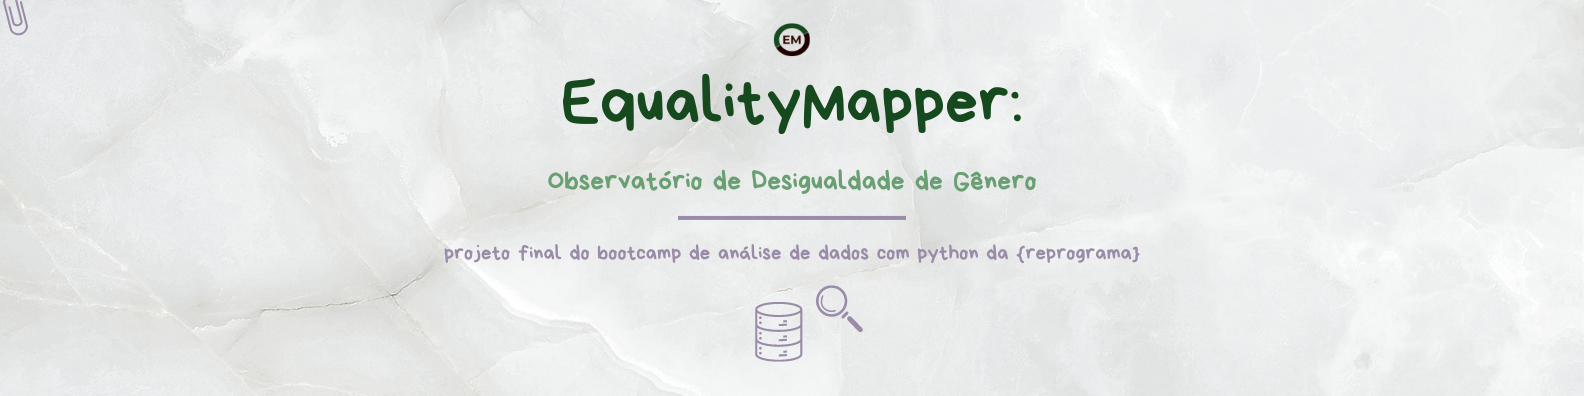 EM
EqualityMapper:
Observatório de Desigualdade de Gênero
projeto final do bootcamp de análise de dados com python da {reprograma}